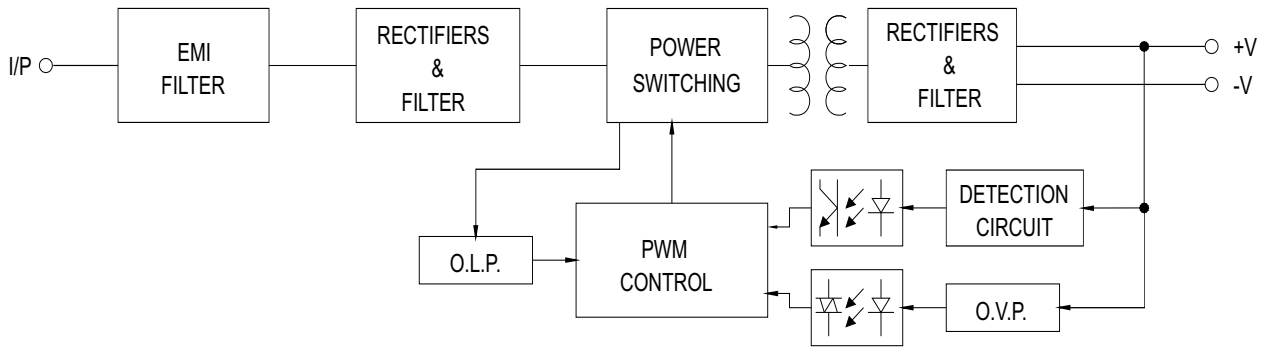 I/P
EMI
FILTER
RECTIFIERS
&
FILTER
POWER
SWITCHING
RECTIFIERS
&
FILTER
+V
-V
DETECTION
CIRCUIT
O.L.P.
PWM
CONTROL
O.V.P.